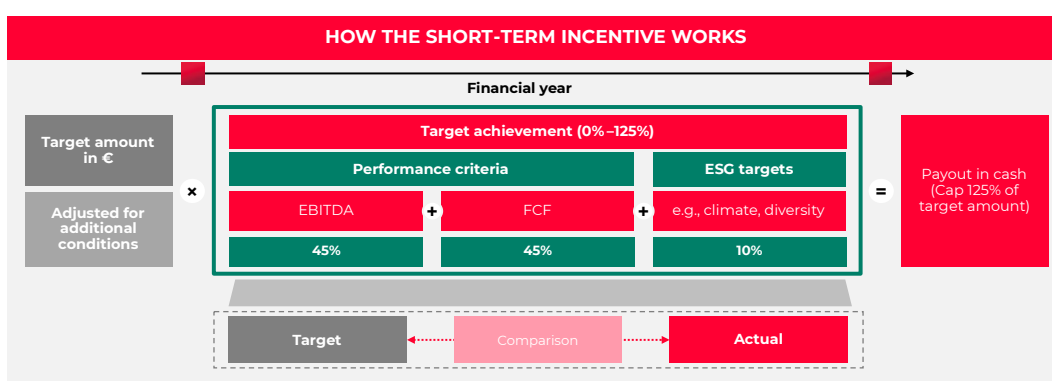 HOW THE SHORT-TERM INCENTIVE WORKS
Financial year
Target amount
in €
Adjusted for
additional
conditions
×
Target achievement (0%–125%)
Performance criteria
ESG targets
EBITDA
+
FCF
+
e.g., climate, diversity
45%
45%
10%
=
Payout in cash
(Cap 125% of
target amount)
Target
Comparison
Actual